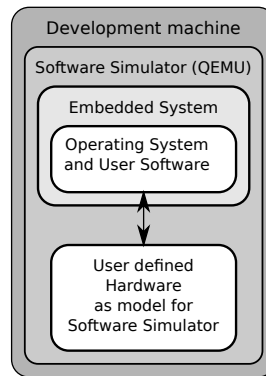 Development machine
Software Simulator (QEMU)
Embedded System
Operating System
and User Software
User defined
Hardware
as model for
Software Simulator